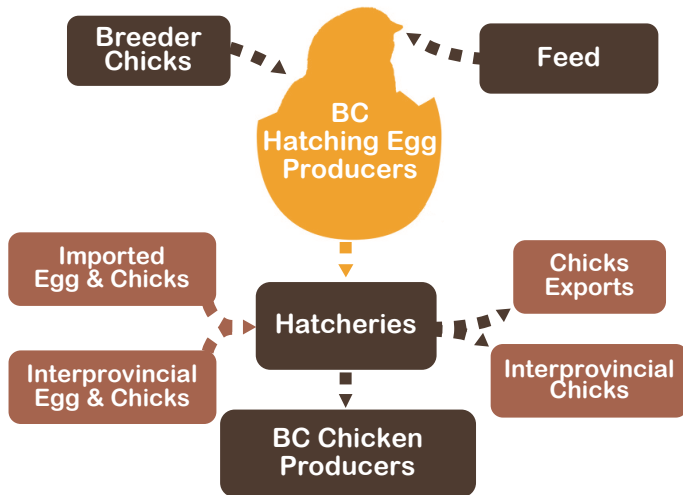 Breeder
Chicks
Feed
BC
Hatching Egg
Producers
Imported
Egg & Chicks
Chicks
Exports
Hatcheries
Interprovincial
Egg & Chicks
Interprovincial
Chicks
BC Chicken
Producers